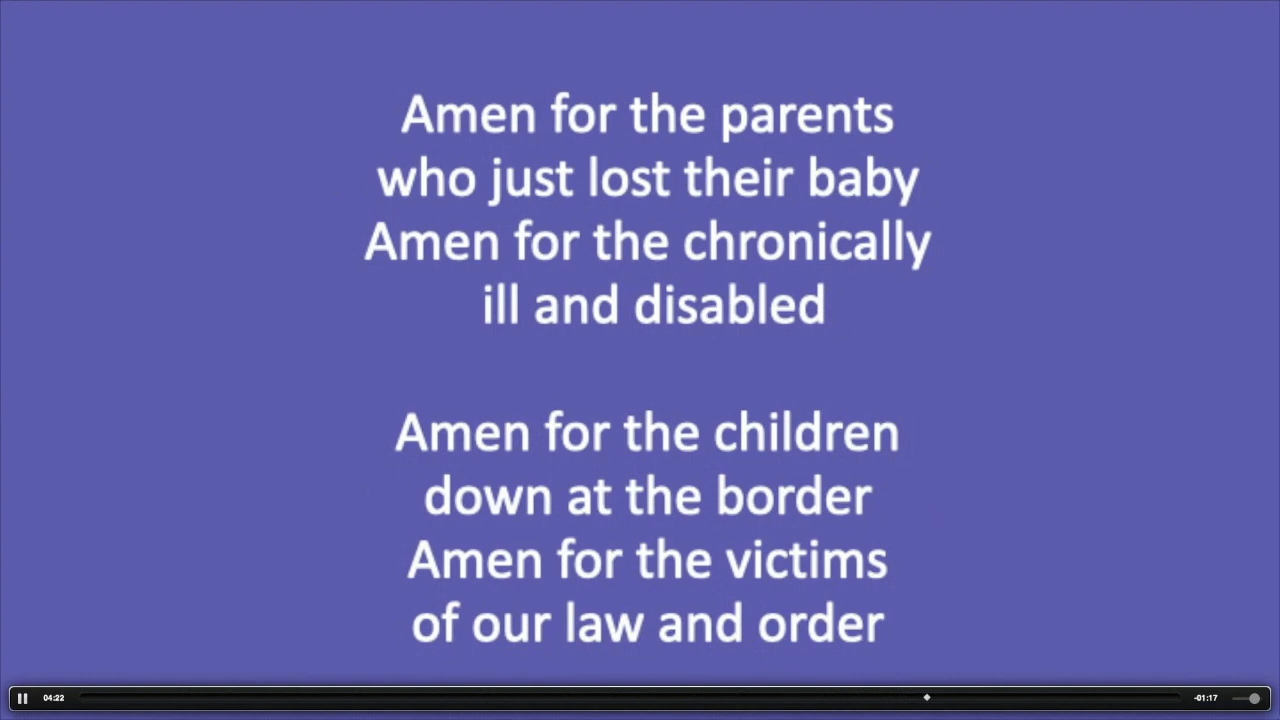 Amen for the parents
who just lost their baby
Amen for the chronically
ill and disabled
Amen for the children
down at the border
Amen for the victims
of our law and order
04:22
-01:17